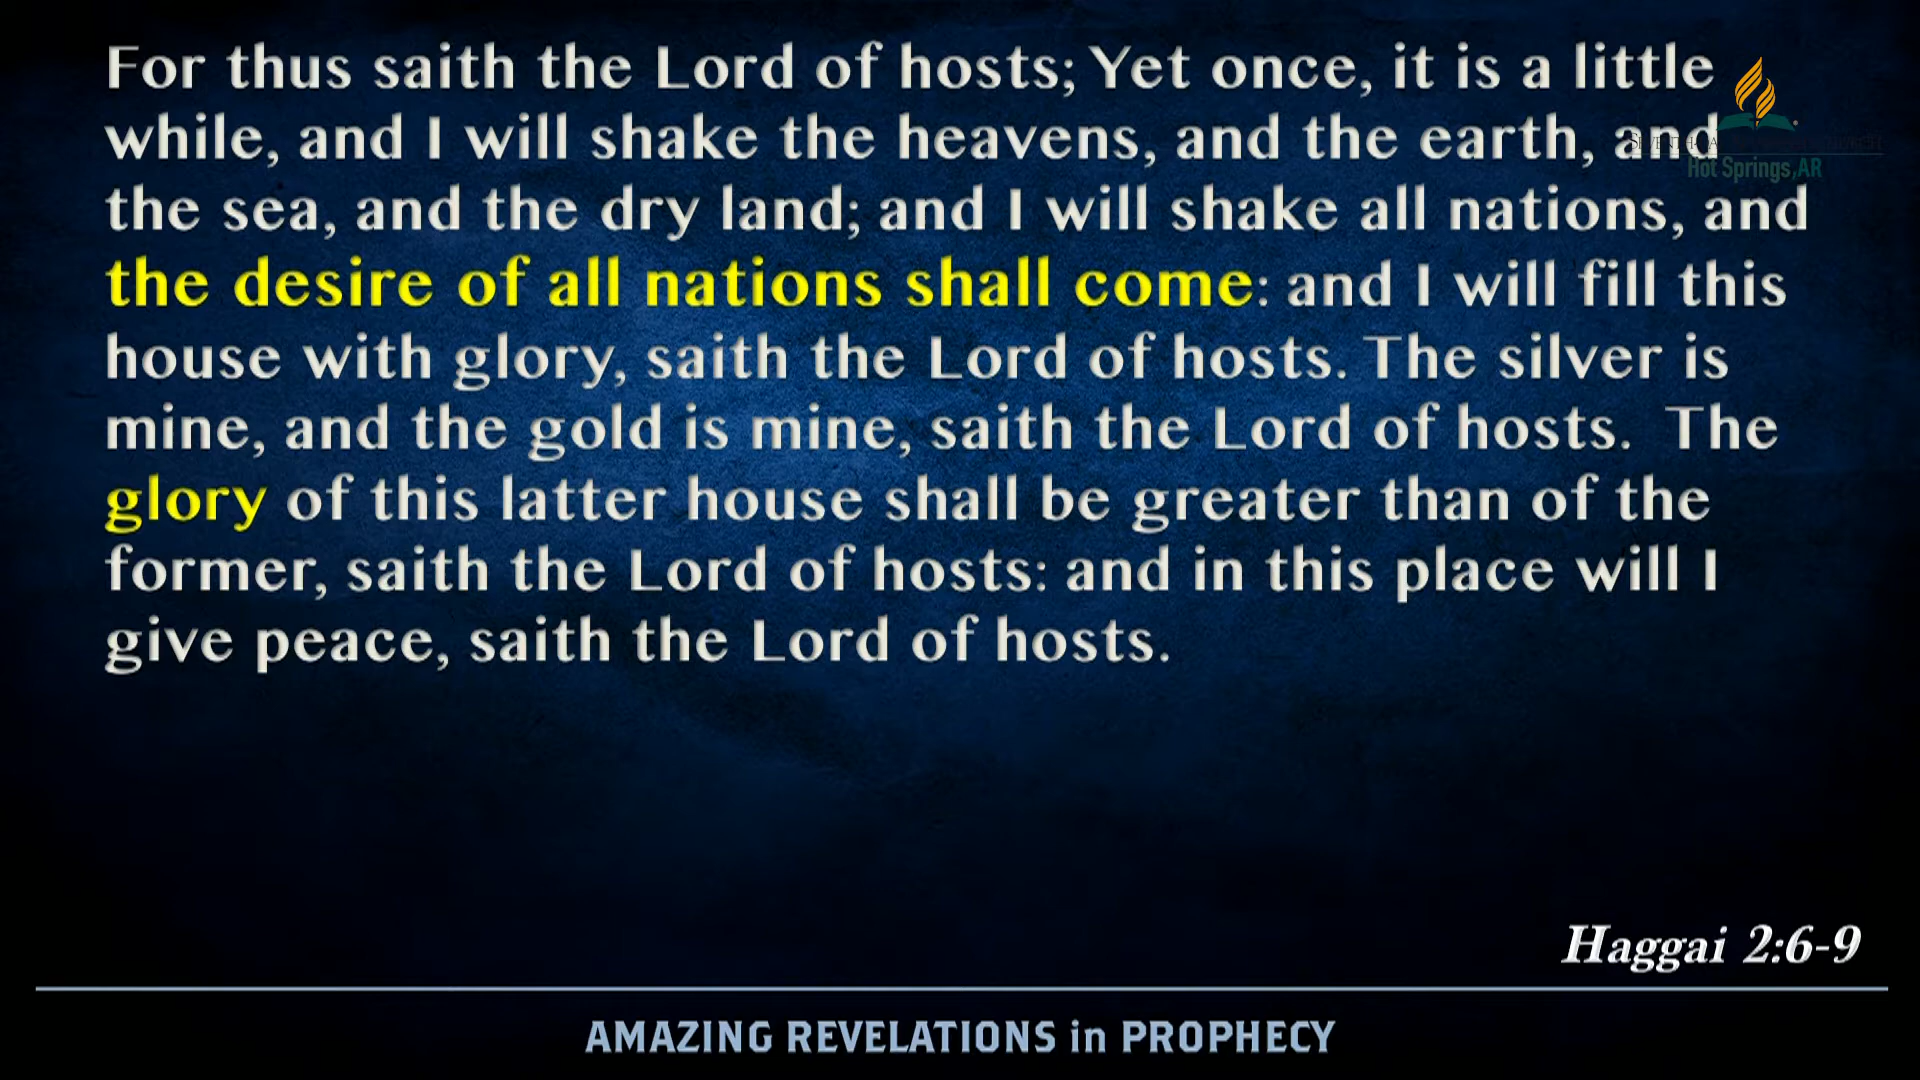 For thus saith the Lord of hosts; Yet once, it is a little
while, and I will shake the heavens, and the earth, and
the sea, and the dry land; and I will shake all nations, and
the desire of all nations shall come: and I will fill this
house with glory, saith the Lord of hosts. The silver is
mine, and the gold is mine, saith the Lord of hosts.  The
glory of this latter house shall be greater than of the
former, saith the Lord of hosts: and in this place will I
give peace, saith the Lord of hosts.
Hot Springs,AR
Haggai 2:6-9
AMAZING REVELATIONS in PROPHECY